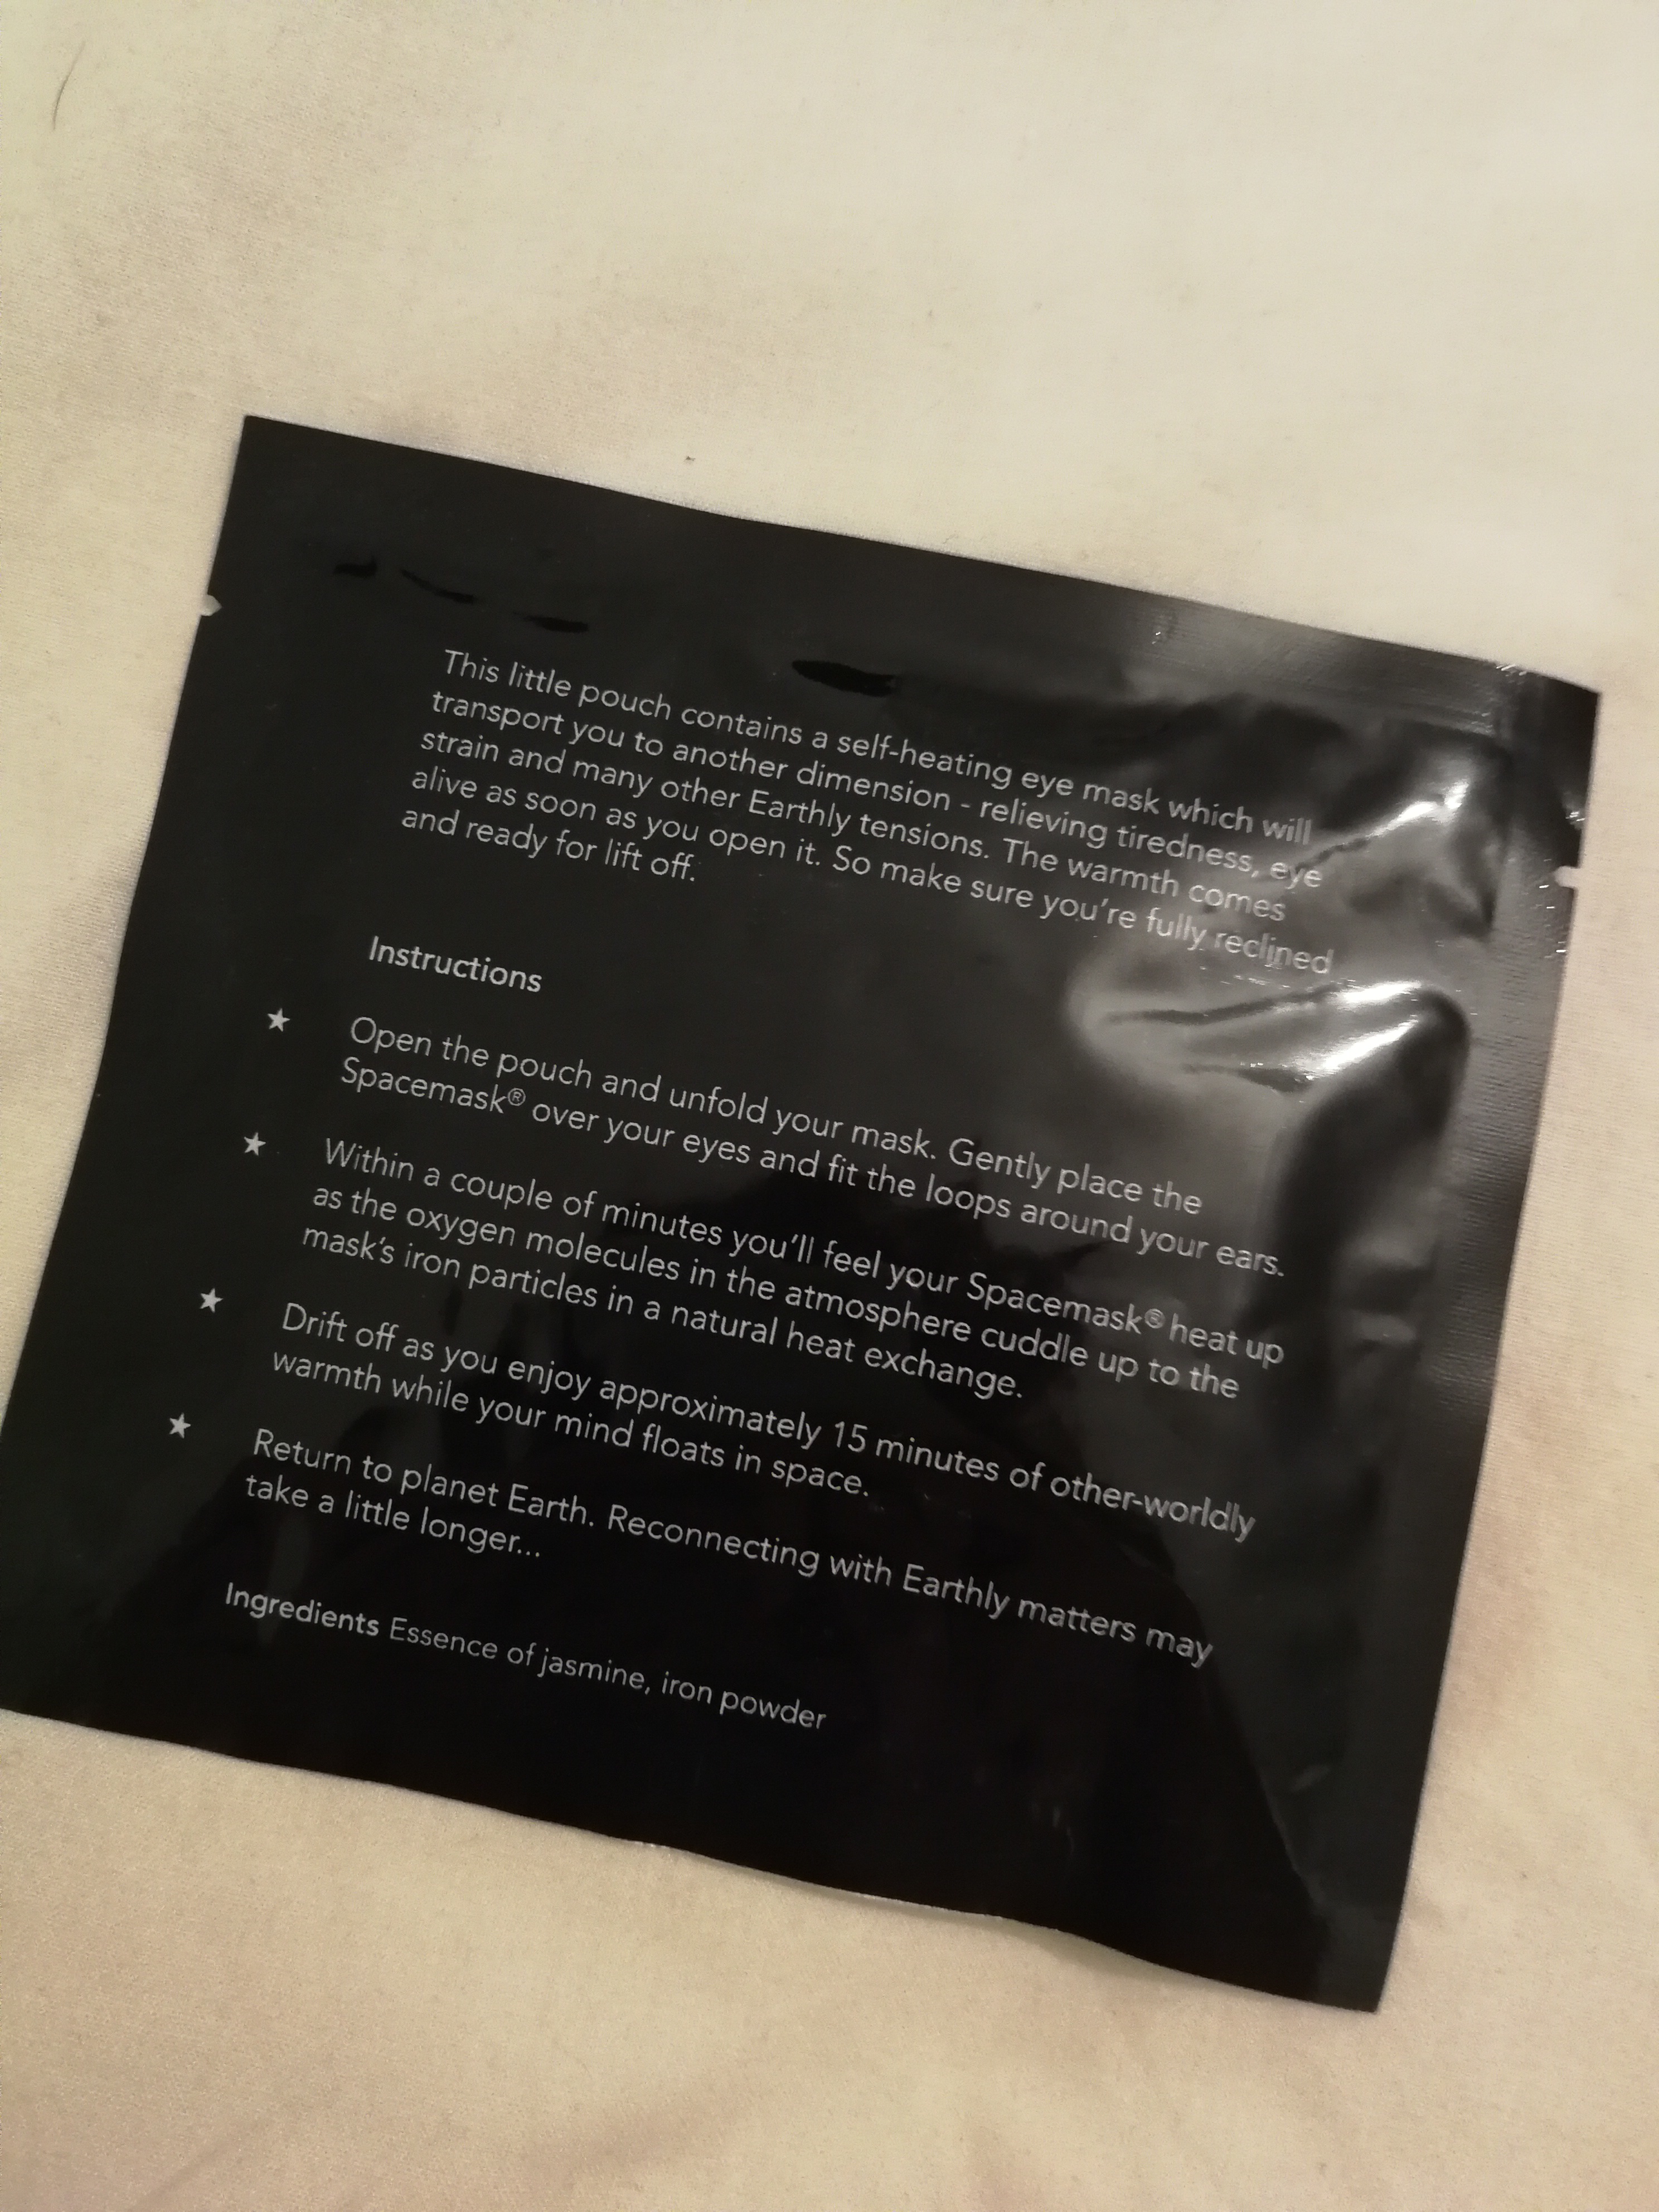 This little pouch contains a self-heating eye mask which will
transport you to another dimension - relieving tiredness, eye
strain and many other Earthly tensions. The warmth comes
alive as soon as you open it. So make sure you're fully reclined
and ready for lift off.
Instructions
★ Open the pouch and unfold your mask. Gently place the
Spacemask® over your eyes and fit the loops around your ears.
★ Within a couple of minutes you'll feel your Spacemask® heat up
as the oxygen molecules in the atmosphere cuddle up to the
mask's iron particles in a natural heat exchange.
★ Drift off as you enjoy approximately 15 minutes of other-worldly
warmth while your mind floats in space.
★ Return to planet Earth. Reconnecting with Earthly matters may
take a little longer...
Ingredients Essence of jasmine, iron powder